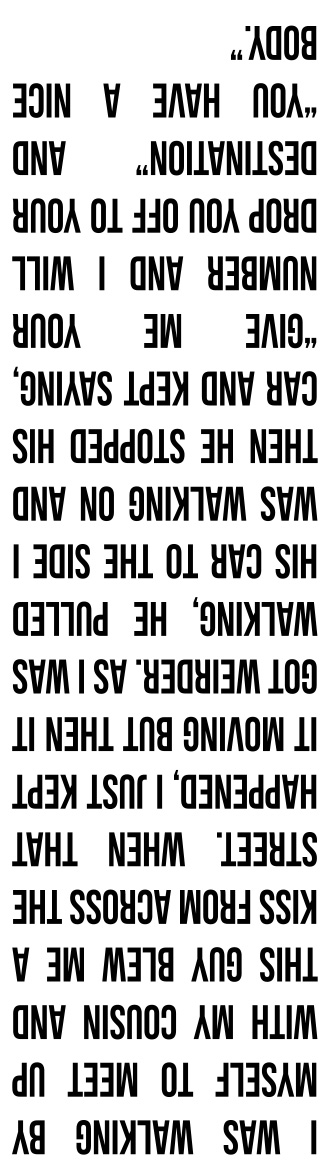 I WAS WALKING BY
MYSELF TO MEET UP
WITH MY COUSIN AND
THIS GUY BLEW ME A
KISS FROM ACROSS THE
STREET. WHEN THAT
HAPPENED, I JUST KEPT
IT MOVING BUT THEN IT
GOT WEIRDER. AS I WAS
WALKING, HE PULLED
HIS CAR TO THE SIDE I
WAS WALKING ON AND
THEN HE STOPPED HIS
CAR AND KEPT SAYING,
“GIVE ME YOUR
NUMBER AND I WILL
DROP YOU OFF TO YOUR
DESTINATION” AND
“YOU HAVE A NICE
BODY.”